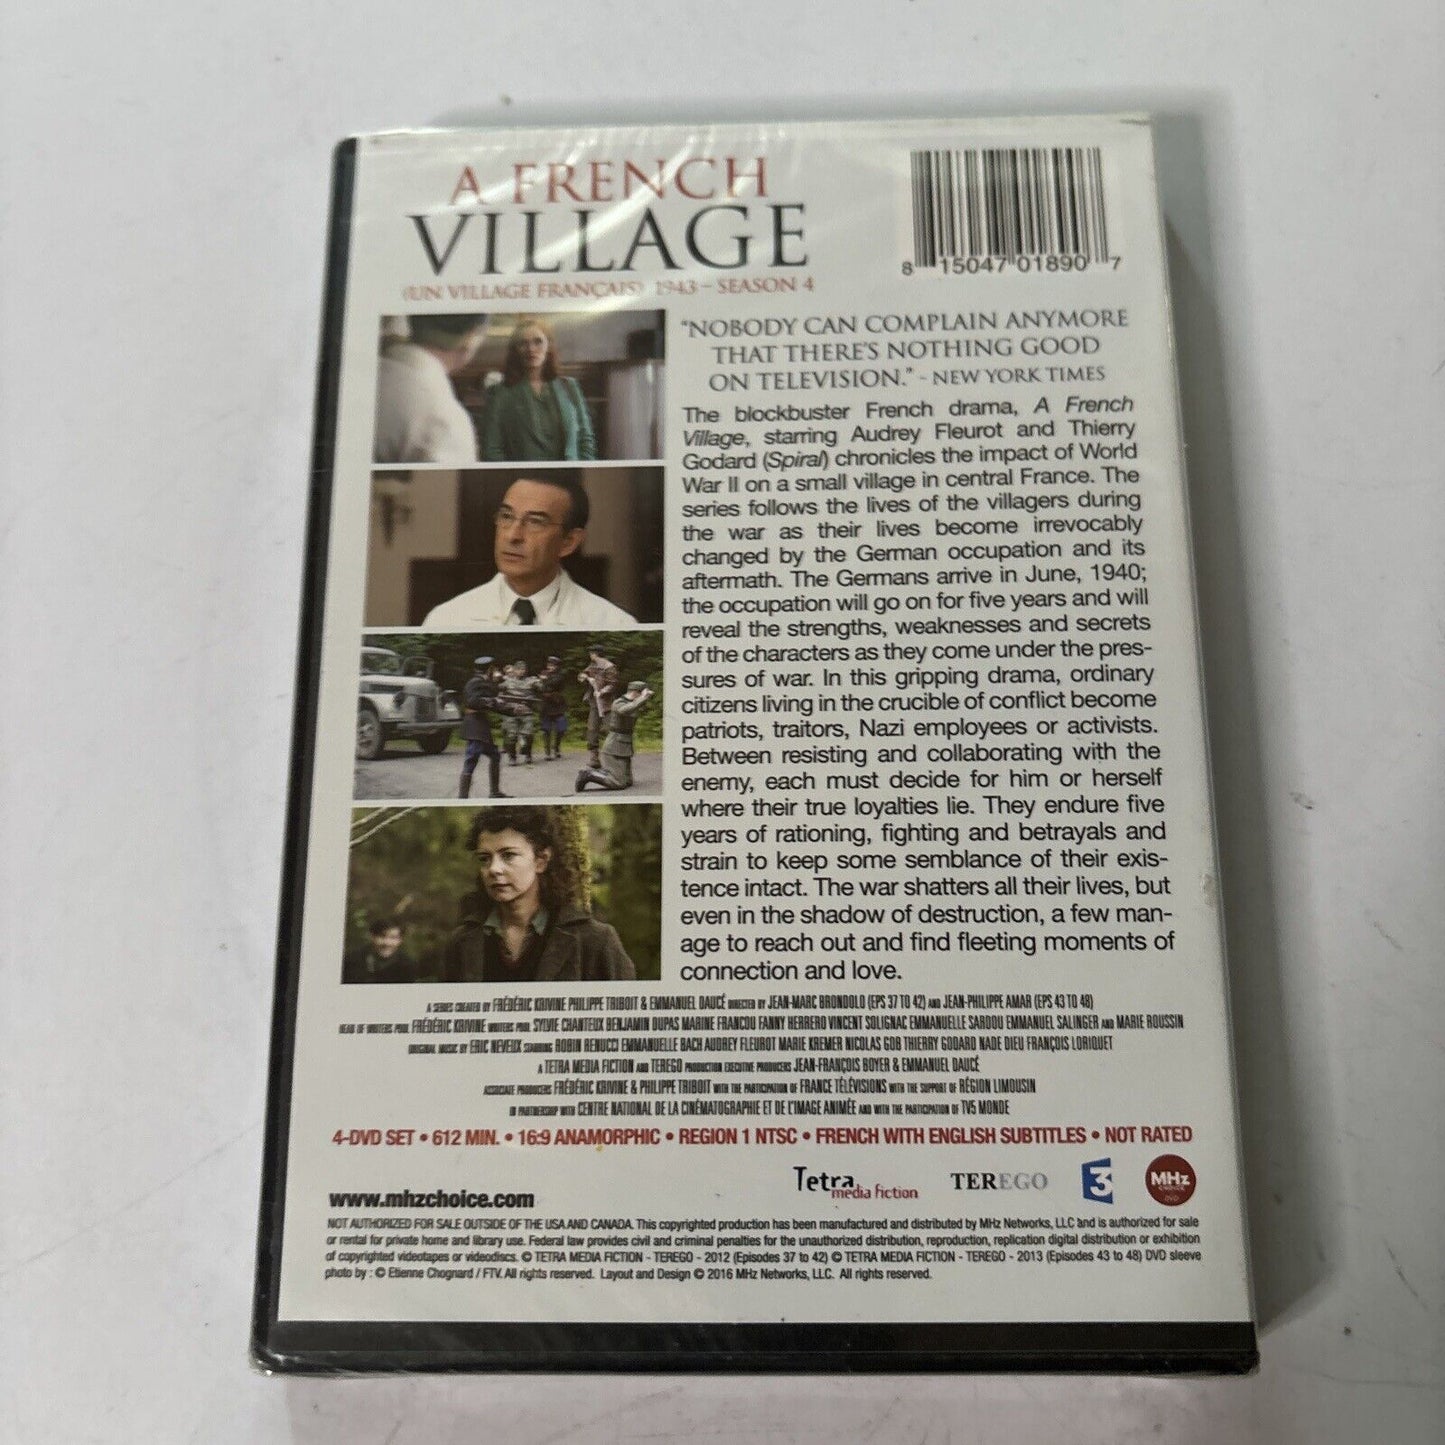 A FRENCH
VILLAGE
(UN VILLAGE FRANÇAIS) 1943 – SEASON 4
8 15047 01890 7
"NOBODY CAN COMPLAIN ANYMORE
THAT THERE'S NOTHING GOOD
ON TELEVISION." - NEW YORK TIMES
The blockbuster French drama, A French
Village, starring Audrey Fleurot and Thierry
Godard (Spiral) chronicles the impact of World
War II on a small village in central France. The
series follows the lives of the villagers during
the war as their lives become irrevocably
changed by the German occupation and its
aftermath. The Germans arrive in June, 1940;
the occupation will go on for five years and will
reveal the strengths, weaknesses and secrets
of the characters as they come under the pres-
sures of war. In this gripping drama, ordinary
citizens living in the crucible of conflict become
patriots, traitors, Nazi employees or activists.
Between resisting and collaborating with the
enemy, each must decide for him or herself
where their true loyalties lie. They endure five
years of rationing, fighting and betrayals and
strain to keep some semblance of their exis-
tence intact. The war shatters all their lives, but
even in the shadow of destruction, a few man-
age to reach out and find fleeting moments of
connection and love.
A SERIES CREATED BY FRÉDÉRIC KRIVINE PHILIPPE TRIBOIT & EMMANUEL DAUCÉ DIRECTED BY JEAN-MARC BRONDOLO (EPS 37 TO 42) AND JEAN-PHILIPPE AMAR (EPS 43 TO 48)
HEAD OF WRITERS POOL FRÉDÉRIC KRIVINE WRITERS POOL SYLVIE CHANTEUX BENJAMIN DUPAS MARINE FRANCOU FANNY HERRERO VINCENT SOLIGNAC EMMANUELLE SARDOU EMMANUEL SALINGER AND MARIE ROUSSIN
ORIGINAL MUSIC BY ERIC NEVEUX STARRING ROBIN RENUCCI EMMANUELLE BACH AUDREY FLEUROT MARIE KREMER NICOLAS GOB THIERRY GODARD NADE DIEU FRANÇOIS LORIQUET
A TETRA MEDIA FICTION AND TEREGO PRODUCTION EXECUTIVE PRODUCERS JEAN-FRANÇOIS BOYER & EMMANUEL DAUCÉ
ASSOCIATE PRODUCERS FRÉDÉRIC KRIVINE & PHILIPPE TRIBOIT WITH THE PARTICIPATION OF FRANCE TÉLÉVISIONS WITH THE SUPPORT OF RÉGION LIMOUSIN
IN PARTNERSHIP WITH CENTRE NATIONAL DE LA CINÉMATOGRAPHIE ET DE L'IMAGE ANIMÉE AND WITH THE PARTICIPATION OF TV5 MONDE
4-DVD SET • 612 MIN. • 16:9 ANAMORPHIC • REGION 1 NTSC • FRENCH WITH ENGLISH SUBTITLES • NOT RATED
www.mhzchoice.com
Tetra
media fiction
TEREGO
3
MHz
CHOICE
DVD
NOT AUTHORIZED FOR SALE OUTSIDE OF THE USA AND CANADA. This copyrighted production has been manufactured and distributed by MHz Networks, LLC and is authorized for sale
or rental for private home and library use. Federal law provides civil and criminal penalties for the unauthorized distribution, reproduction, replication digital distribution or exhibition
of copyrighted videotapes or videodiscs. © TETRA MEDIA FICTION - TEREGO - 2012 (Episodes 37 to 42) © TETRA MEDIA FICTION - TEREGO - 2013 (Episodes 43 to 48) DVD sleeve
photo by : © Etienne Chognard / FTV. All rights reserved. Layout and Design © 2016 MHz Networks, LLC. All rights reserved.